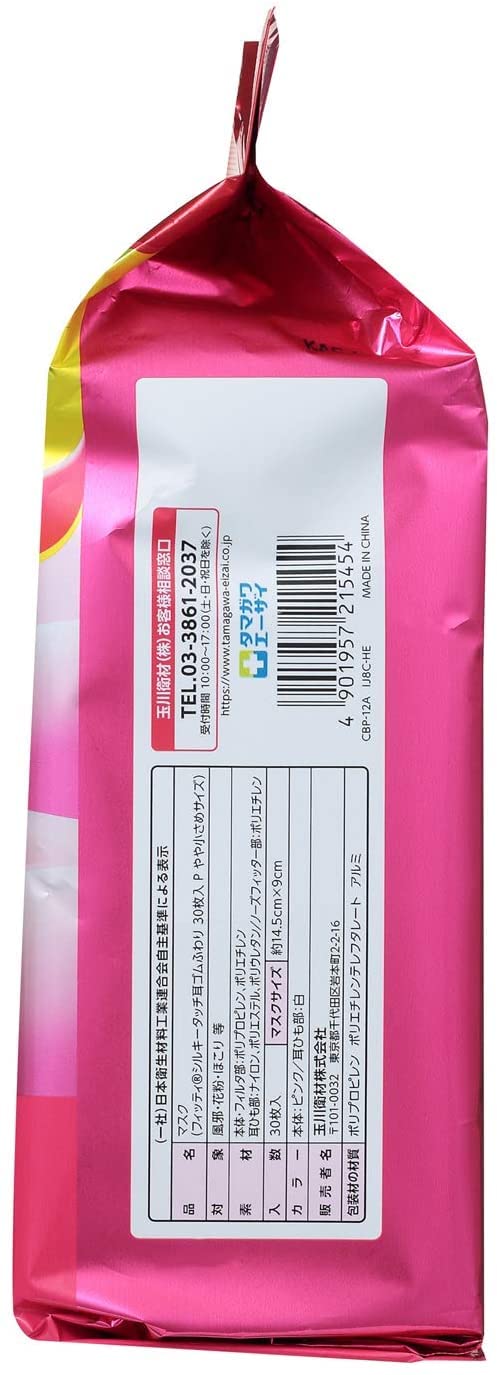 (一社)日本衛生材料工業連合会自主基準による表示
品名 マスク
(フィッティ®シルキータッチ耳ゴムふわり 30枚入 P やや小さめサイズ)
対象 風邪・花粉・ほこり 等
素材 本体・フィルタ部:ポリプロピレン、ポリエチレン
耳ひも部:ナイロン、ポリエステル、ポリウレタン/ノーズフィッター部:ポリエチレン
入数 30枚入 マスクサイズ 約14.5cm×9cm
カラー 本体:ピンク/耳ひも部:白
販売者名 玉川衛材株式会社
〒101-0032 東京都千代田区岩本町2-2-16
包装材の材質 ポリプロピレン ポリエチレンテレフタレート アルミ
玉川衛材(株)お客様相談窓口
TEL.03-3861-2037
受付時間 10:00〜17:00(土・日・祝日を除く)
https://www.tamagawa-eizai.co.jp
タマガワ
エーザイ
4 901957 215454
CBP-12A IJ8C-HE MADE IN CHINA